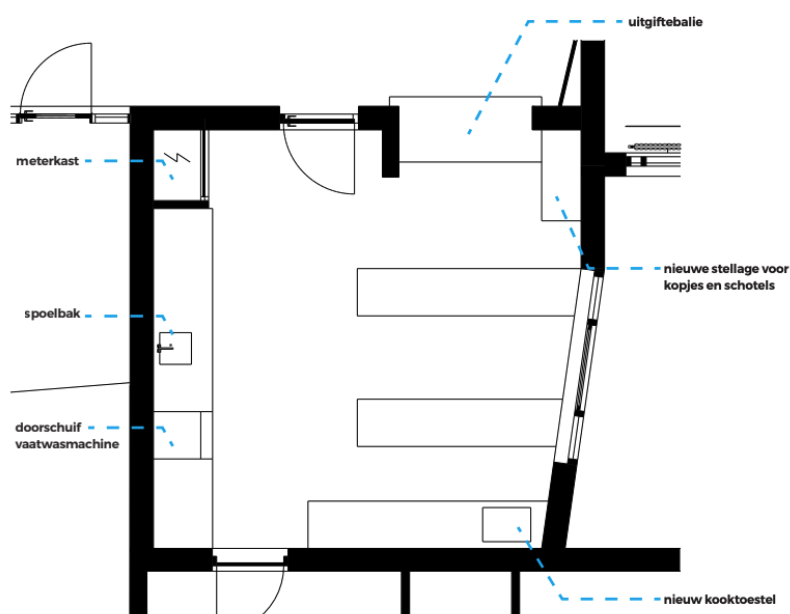 uitgiftebalie
meterkast
nieuwe stellage voor
kopjes en schotels
spoelbak
doorschuif
vaatwasmachine
nieuw kooktoestel